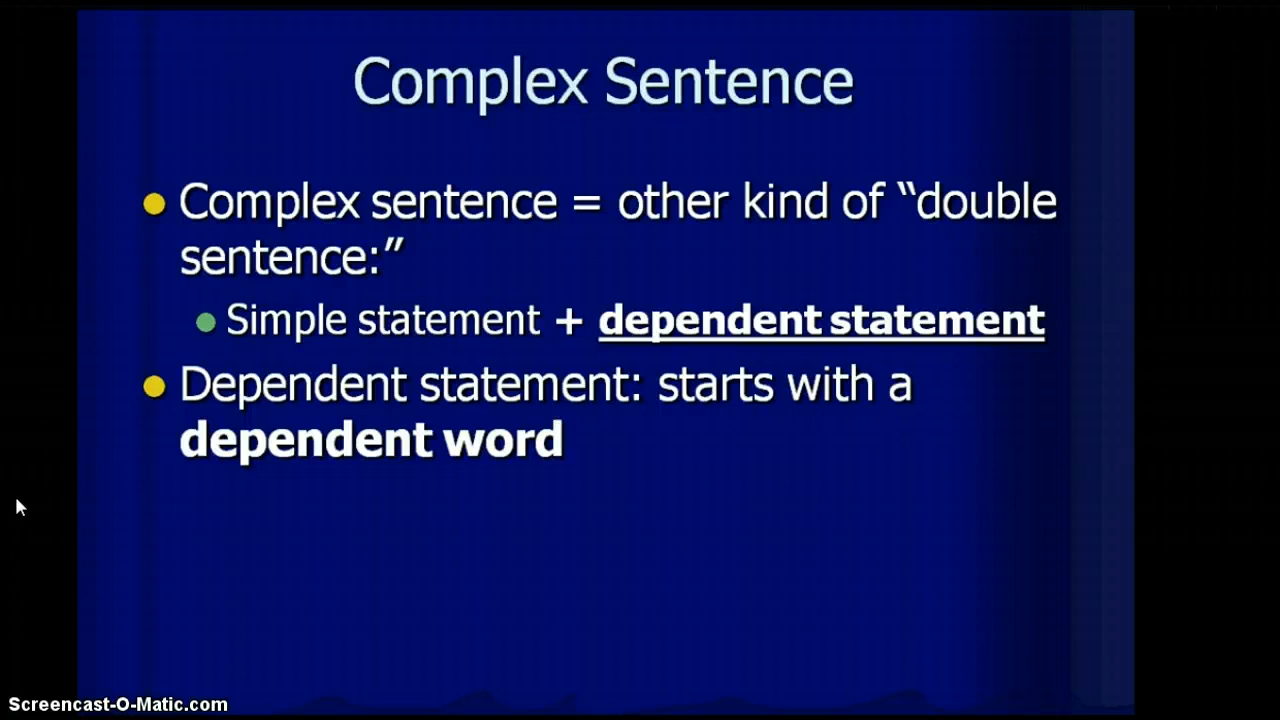 Complex Sentence
Complex sentence = other kind of “double
sentence:”
Simple statement + dependent statement
Dependent statement: starts with a
dependent word
Screencast-O-Matic.com